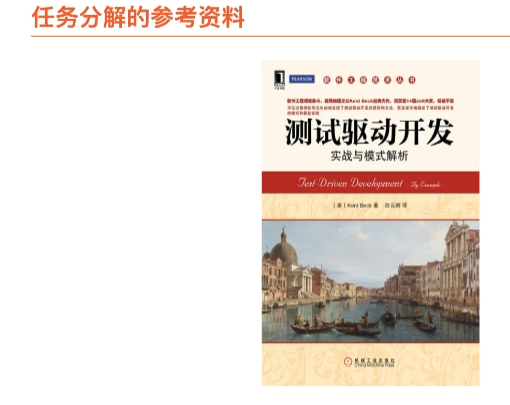 任务分解的参考资料
PEARSON
软件工程技术丛书
测试驱动开发
实战与模式解析
Test-Driven Development By Example
（美）Kent Beck 著 白云鹏 译
机械工业出版社
China Machine Press